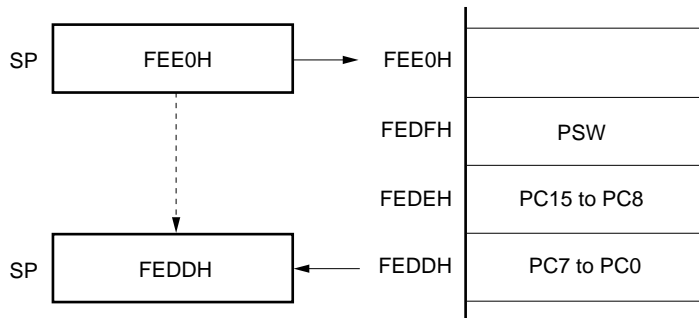 SP FEE0H FEE0H
FEDFH PSW
FEDEH PC15 to PC8
SP FEDDH FEDDH PC7 to PC0